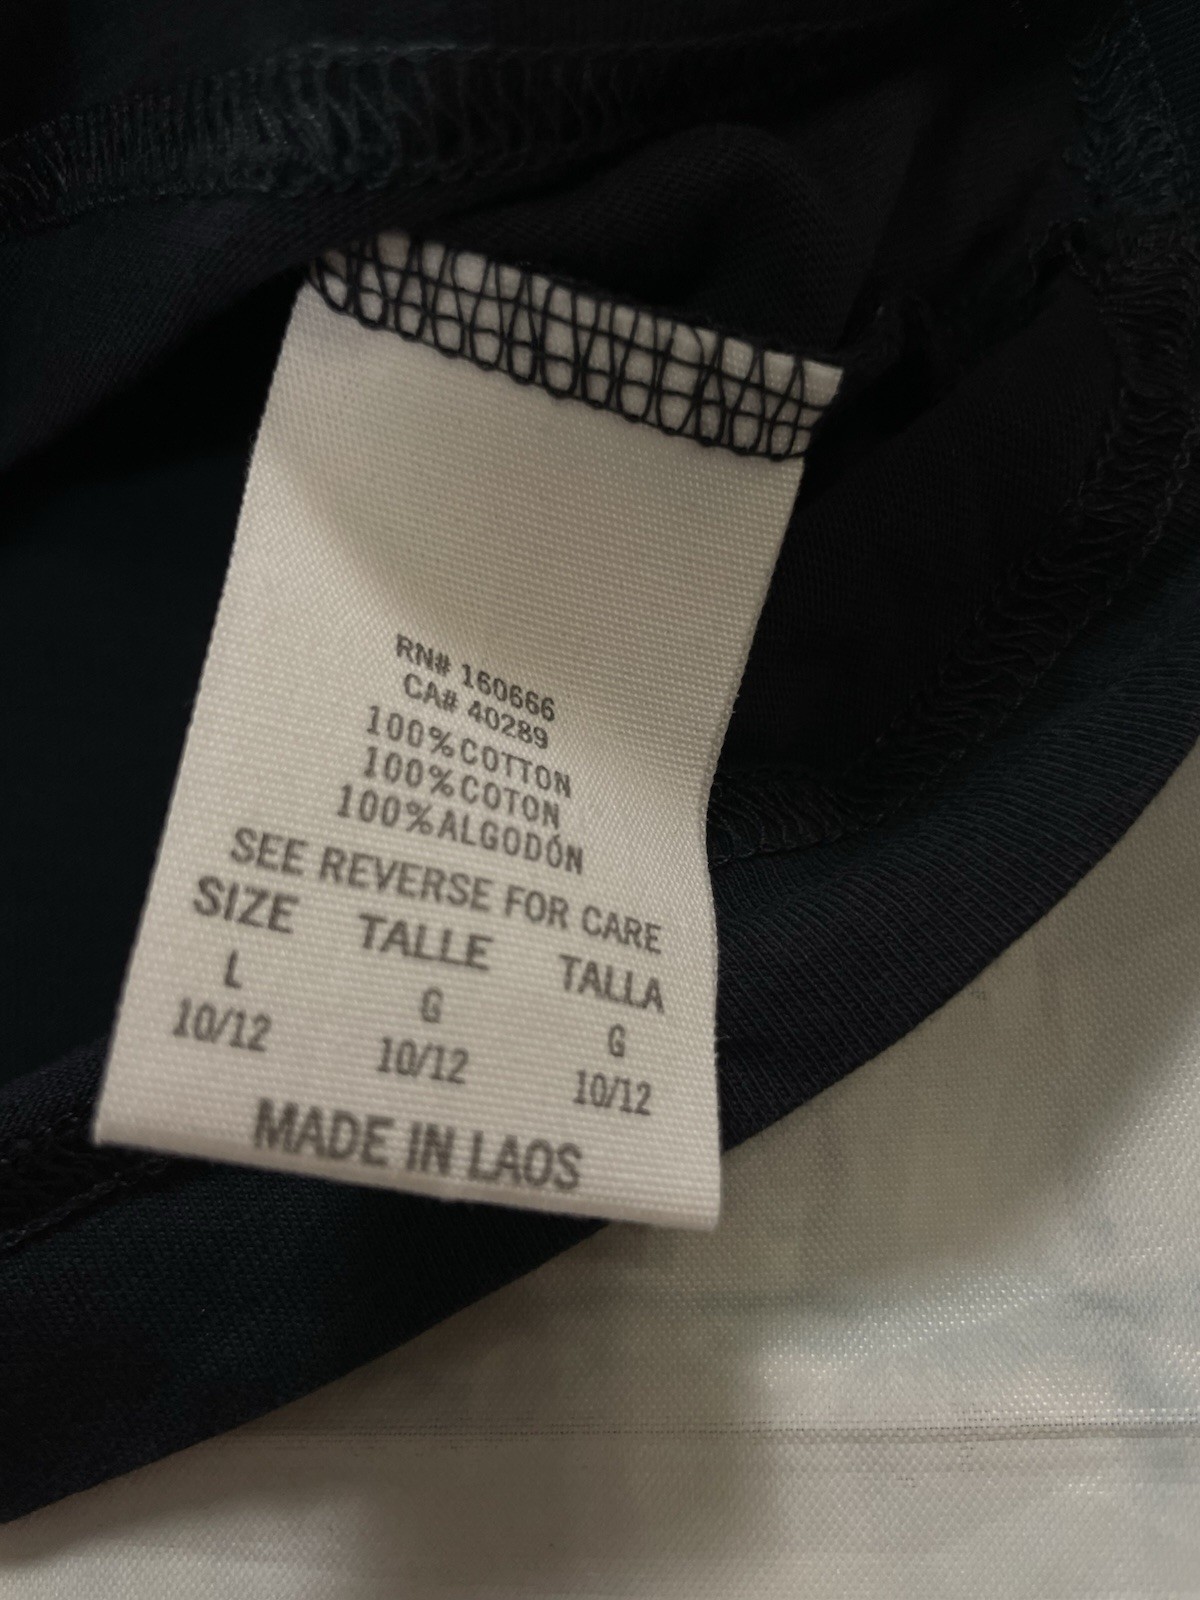 RN# 160666
CA# 40289
100%COTTON
100%COTON
100%ALGODÓN
SEE REVERSE FOR CARE
SIZE TALLE TALLA
L G G
10/12 10/12 10/12
MADE IN LAOS